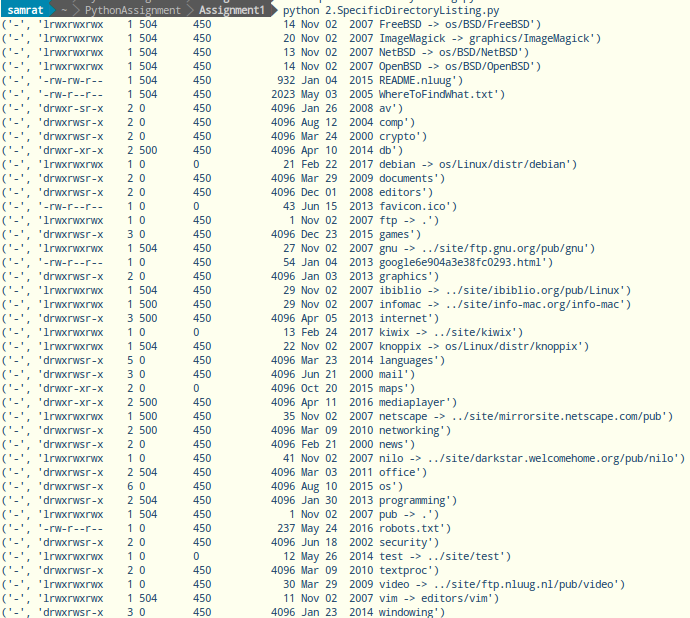 samrat ~ PythonAssignment Assignment1 python 2.SpecificDirectoryListing.py
('-', 'lrwxrwxrwx    1 504      450            14 Nov 02  2007 FreeBSD -> os/BSD/FreeBSD')
('-', 'lrwxrwxrwx    1 504      450            20 Nov 02  2007 ImageMagick -> graphics/ImageMagick')
('-', 'lrwxrwxrwx    1 504      450            13 Nov 02  2007 NetBSD -> os/BSD/NetBSD')
('-', 'lrwxrwxrwx    1 504      450            14 Nov 02  2007 OpenBSD -> os/BSD/OpenBSD')
('-', '-rw-rw-r--    1 504      450           932 Jan 04  2015 README.nluug')
('-', '-rw-r--r--    1 504      450          2023 May 03  2005 WhereToFindWhat.txt')
('-', 'drwxr-sr-x    2 0        450          4096 Jan 26  2008 av')
('-', 'drwxrwsr-x    2 0        450          4096 Aug 12  2004 comp')
('-', 'drwxrwsr-x    2 0        450          4096 Mar 24  2000 crypto')
('-', 'drwxr-xr-x    2 500      450          4096 Apr 10  2014 db')
('-', 'lrwxrwxrwx    1 0        0              21 Feb 22  2017 debian -> os/Linux/distr/debian')
('-', 'drwxrwsr-x    2 0        450          4096 Mar 29  2009 documents')
('-', 'drwxrwsr-x    2 0        450          4096 Dec 01  2008 editors')
('-', '-rw-r--r--    1 0        0              43 Jun 15  2013 favicon.ico')
('-', 'lrwxrwxrwx    1 0        450             1 Nov 02  2007 ftp -> .')
('-', 'drwxrwsr-x    3 0        450          4096 Dec 23  2015 games')
('-', 'lrwxrwxrwx    1 504      450            27 Nov 02  2007 gnu -> ../site/ftp.gnu.org/pub/gnu')
('-', '-rw-r--r--    1 0        450            54 Jan 04  2013 google6e904a3e38fc0293.html')
('-', 'drwxrwsr-x    2 0        450          4096 Jan 03  2013 graphics')
('-', 'lrwxrwxrwx    1 504      450            29 Nov 02  2007 ibiblio -> ../site/ibiblio.org/pub/Linux')
('-', 'lrwxrwxrwx    1 500      450            29 Nov 02  2007 infomac -> ../site/info-mac.org/info-mac')
('-', 'drwxrwsr-x    3 500      450          4096 Apr 05  2013 internet')
('-', 'lrwxrwxrwx    1 0        0              13 Feb 24  2017 kiwix -> ../site/kiwix')
('-', 'lrwxrwxrwx    1 504      450            22 Nov 02  2007 knoppix -> os/Linux/distr/knoppix')
('-', 'drwxrwsr-x    5 0        450          4096 Mar 23  2014 languages')
('-', 'drwxrwsr-x    3 0        450          4096 Jun 21  2000 mail')
('-', 'drwxr-xr-x    2 0        0            4096 Oct 20  2015 maps')
('-', 'drwxr-xr-x    2 500      450          4096 Apr 11  2016 mediaplayer')
('-', 'lrwxrwxrwx    1 500      450            35 Nov 02  2007 netscape -> ../site/mirrorsite.netscape.com/pub')
('-', 'drwxrwsr-x    2 500      450          4096 Mar 09  2010 networking')
('-', 'drwxrwsr-x    2 0        450          4096 Feb 21  2000 news')
('-', 'lrwxrwxrwx    1 0        450            41 Nov 02  2007 nilo -> ../site/darkstar.welcomehome.org/pub/nilo')
('-', 'drwxrwsr-x    2 504      450          4096 Mar 03  2011 office')
('-', 'drwxrwsr-x    6 0        450          4096 Aug 10  2015 os')
('-', 'drwxrwsr-x    2 504      450          4096 Jan 30  2013 programming')
('-', 'lrwxrwxrwx    1 504      450             1 Nov 02  2007 pub -> .')
('-', '-rw-r--r--    1 0        450           237 May 24  2016 robots.txt')
('-', 'drwxrwsr-x    2 0        450          4096 Jun 18  2002 security')
('-', 'lrwxrwxrwx    1 0        0              12 May 26  2014 test -> ../site/test')
('-', 'drwxrwsr-x    2 0        450          4096 Mar 09  2010 textproc')
('-', 'lrwxrwxrwx    1 0        450            30 Mar 29  2009 video -> ../site/ftp.nluug.nl/pub/video')
('-', 'lrwxrwxrwx    1 504      450            11 Nov 02  2007 vim -> editors/vim')
('-', 'drwxrwsr-x    3 0        450          4096 Jan 23  2014 windowing')